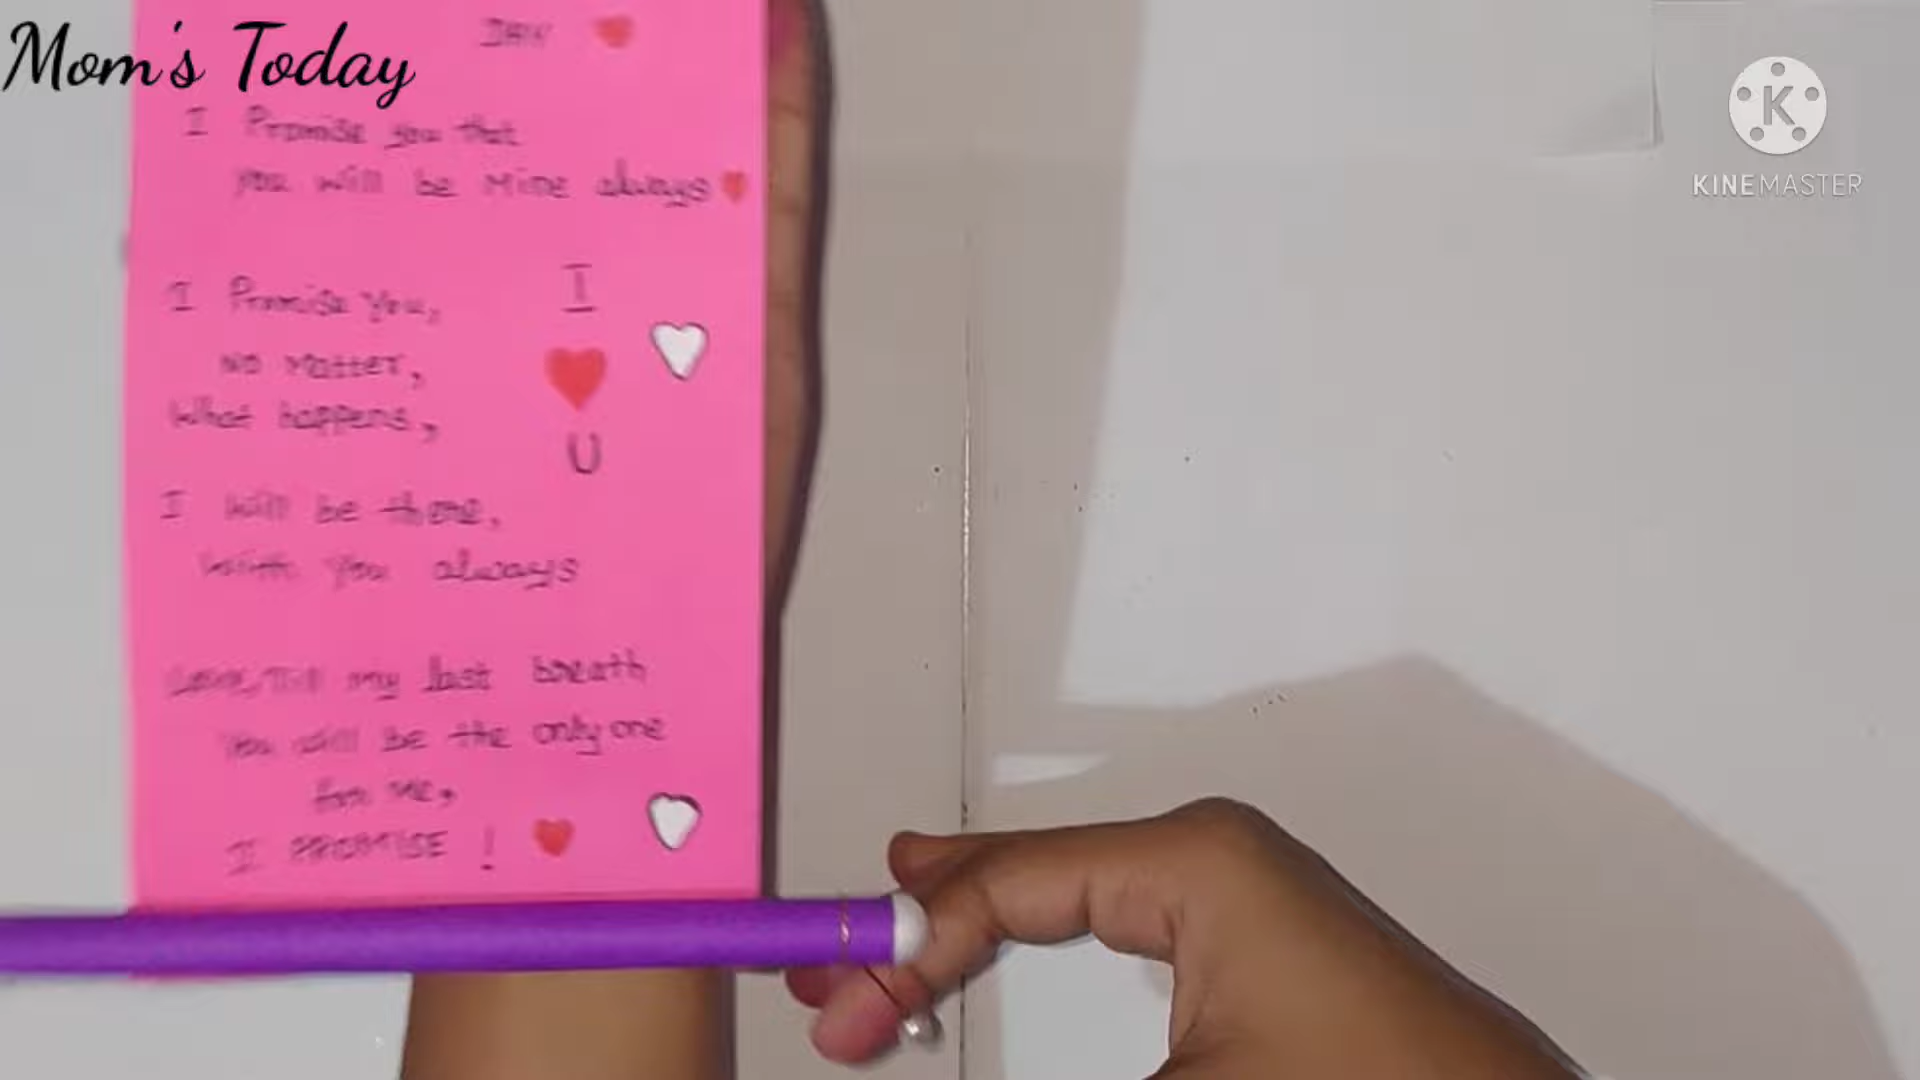 Mom's Today
KINEMASTER
DAY
I Promise you that
you will be Mine always
I Promise you,
No Matter,
What happens,
I
U
I will be there,
With you always
Till my last breath
You will be the only one
for me,
I PROMISE !